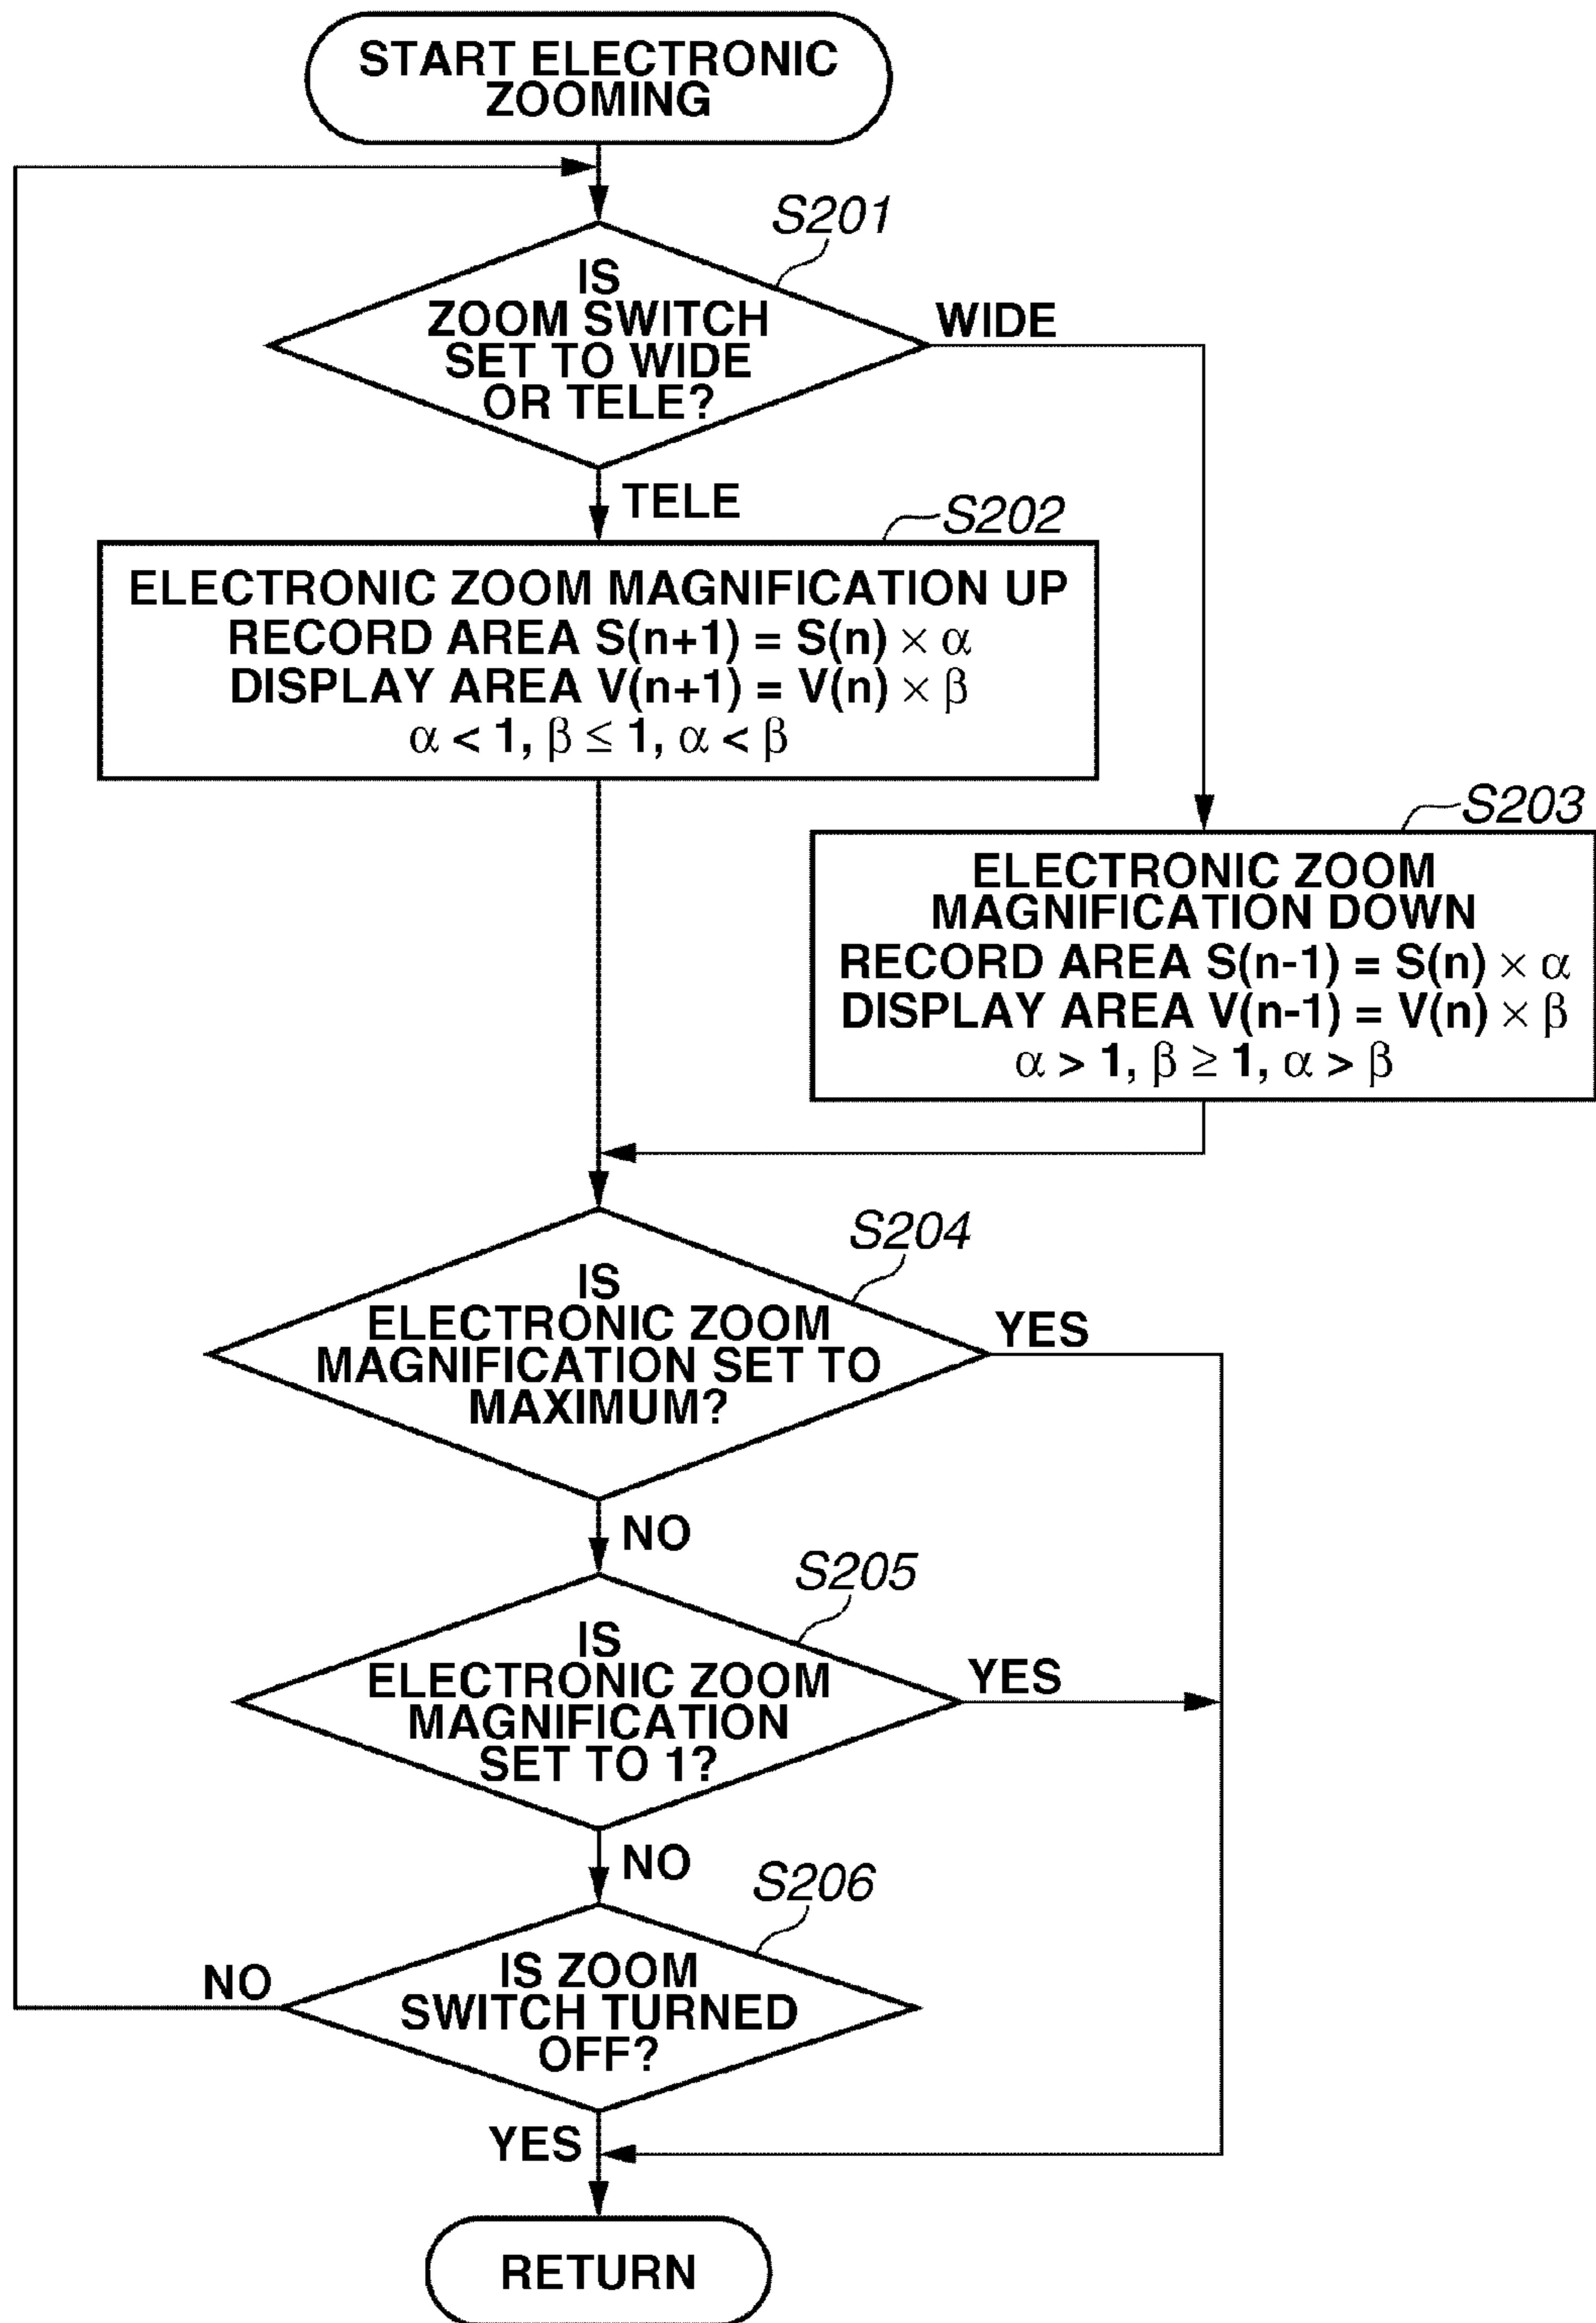 START ELECTRONIC
ZOOMING
S201
IS
ZOOM SWITCH
SET TO WIDE
OR TELE?
WIDE
TELE
S202
ELECTRONIC ZOOM MAGNIFICATION UP
RECORD AREA S(n+1) = S(n) × α
DISPLAY AREA V(n+1) = V(n) × β
α < 1, β ≤ 1, α < β
S203
ELECTRONIC ZOOM
MAGNIFICATION DOWN
RECORD AREA S(n-1) = S(n) × α
DISPLAY AREA V(n-1) = V(n) × β
α > 1, β ≥ 1, α > β
S204
IS
ELECTRONIC ZOOM
MAGNIFICATION SET TO
MAXIMUM?
YES
NO
S205
IS
ELECTRONIC ZOOM
MAGNIFICATION
SET TO 1?
YES
NO
S206
IS ZOOM
SWITCH TURNED
OFF?
NO
YES
RETURN